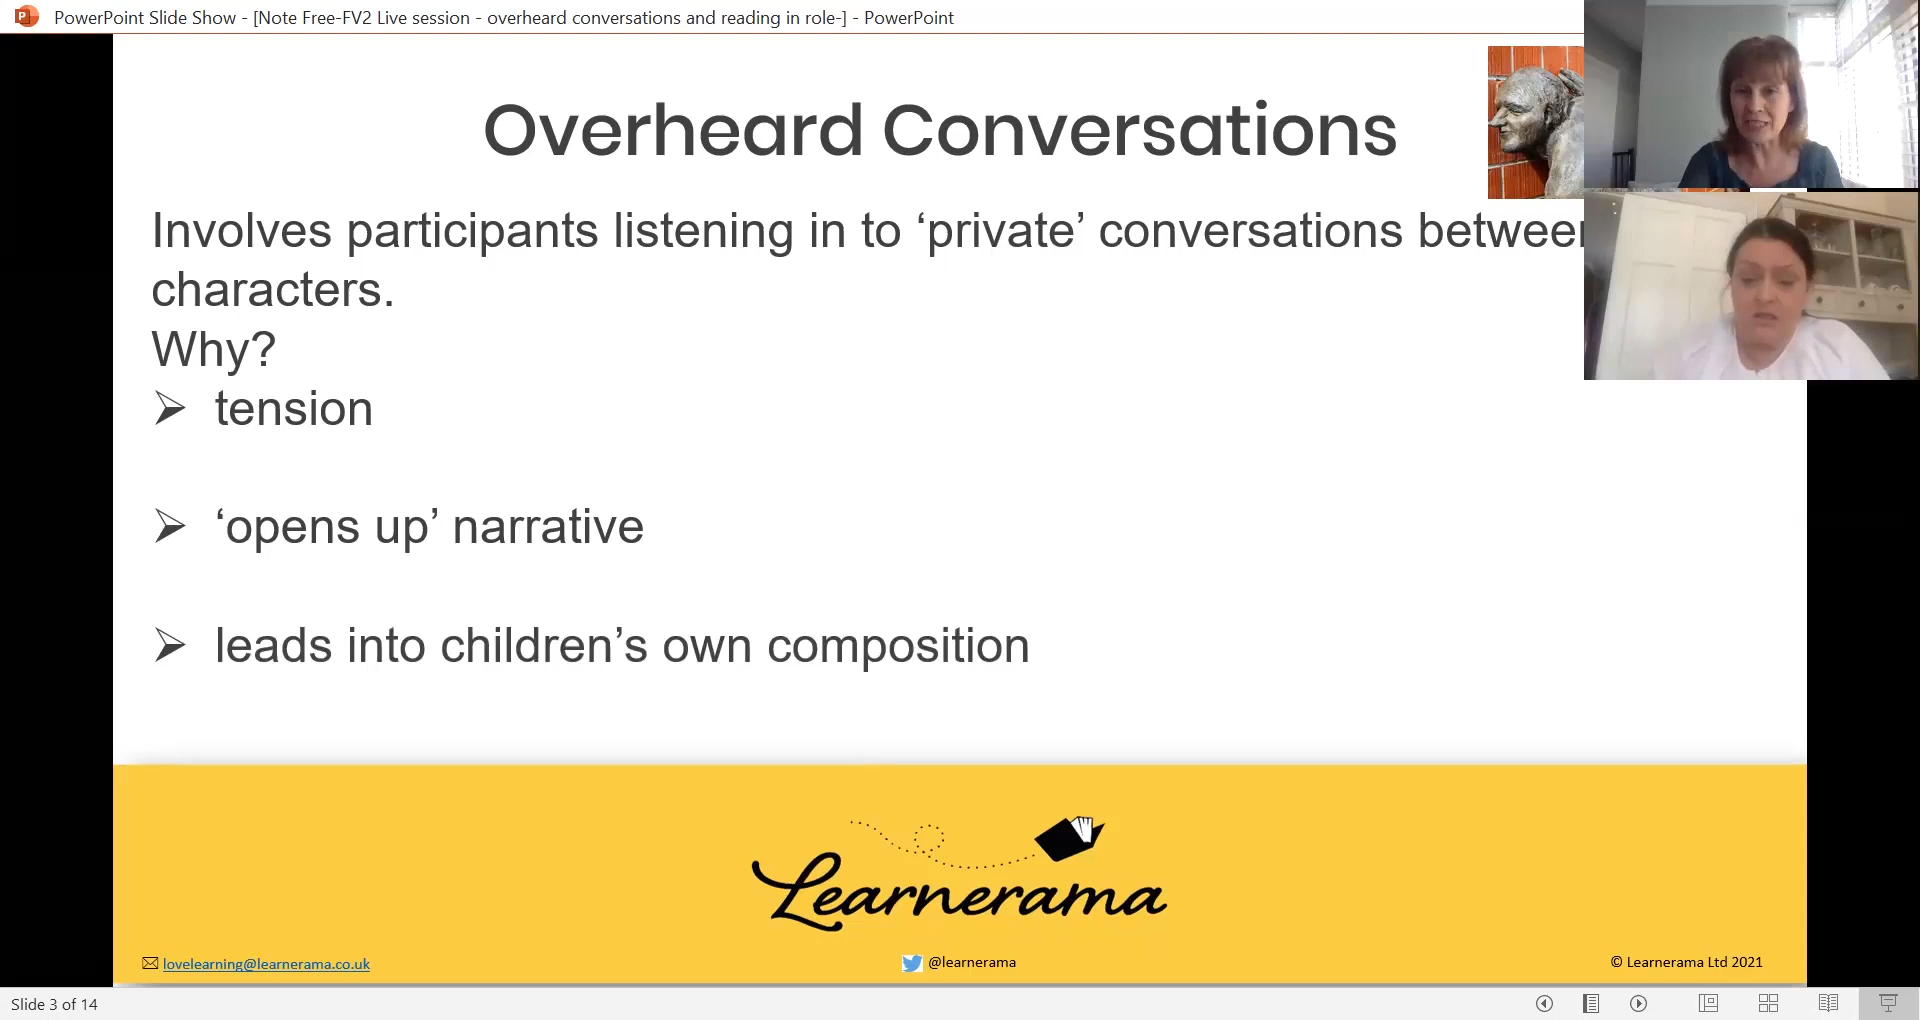 PowerPoint Slide Show - [Note Free-FV2 Live session - overheard conversations and reading in role-] - PowerPoint
Overheard Conversations
Involves participants listening in to ‘private’ conversations between
characters.
Why?
➢ tension
➢ ‘opens up’ narrative
➢ leads into children’s own composition
Learnerama
lovelearning@learnerama.co.uk
@learnerama
© Learnerama Ltd 2021
Slide 3 of 14